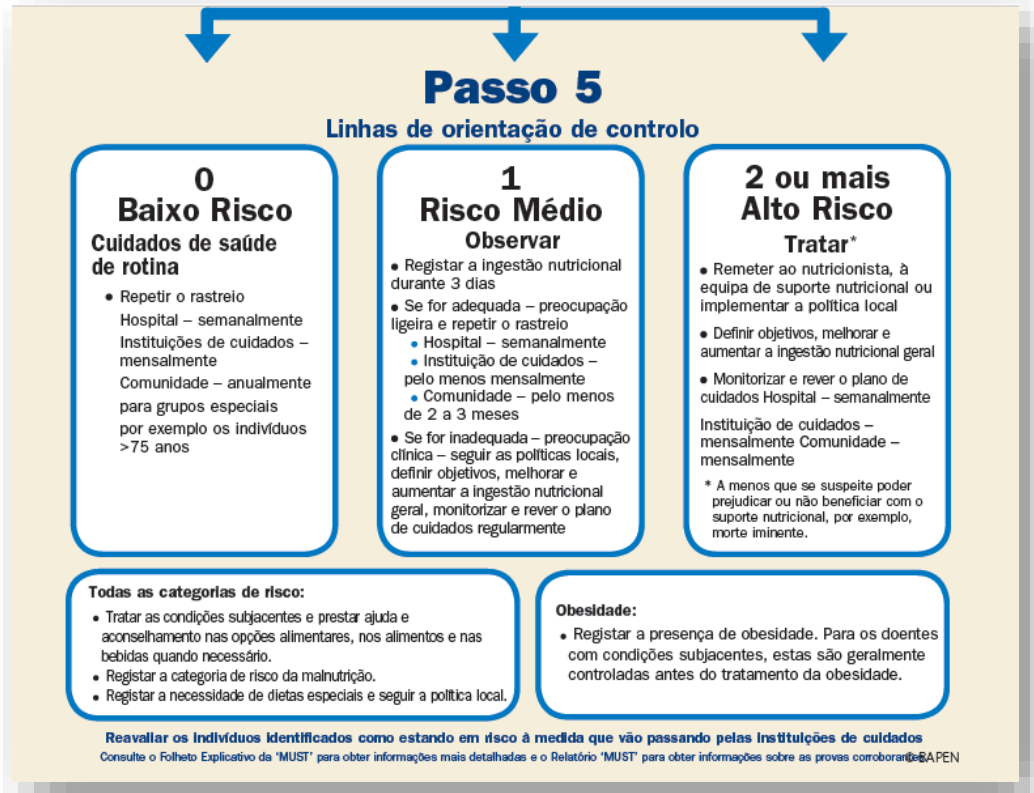 Passo 5
Linhas de orientação de controlo
0
Baixo Risco
Cuidados de saúde
de rotina
• Repetir o rastreio
Hospital – semanalmente
Instituições de cuidados –
mensalmente
Comunidade – anualmente
para grupos especiais
por exemplo os indivíduos
>75 anos
1
Risco Médio
Observar
• Registar a ingestão nutricional
durante 3 dias
• Se for adequada – preocupação
ligeira e repetir o rastreio
• Hospital – semanalmente
• Instituição de cuidados –
pelo menos mensalmente
• Comunidade – pelo menos
de 2 a 3 meses
• Se for inadequada – preocupação
clínica – seguir as políticas locais,
definir objetivos, melhorar e
aumentar a ingestão nutricional
geral, monitorizar e rever o plano
de cuidados regularmente
2 ou mais
Alto Risco
Tratar*
• Remeter ao nutricionista, à
equipa de suporte nutricional ou
implementar a política local
• Definir objetivos, melhorar e
aumentar a ingestão nutricional geral
• Monitorizar e rever o plano de
cuidados Hospital – semanalmente
Instituição de cuidados –
mensalmente Comunidade –
mensalmente
* A menos que se suspeite poder
prejudicar ou não beneficiar com o
suporte nutricional, por exemplo,
morte iminente.
Todas as categorias de risco:
• Tratar as condições subjacentes e prestar ajuda e
aconselhamento nas opções alimentares, nos alimentos e nas
bebidas quando necessário.
• Registar a categoria de risco da malnutrição.
• Registar a necessidade de dietas especiais e seguir a política local.
Obesidade:
• Registar a presença de obesidade. Para os doentes
com condições subjacentes, estas são geralmente
controladas antes do tratamento da obesidade.
Reavaliar os indivíduos identificados como estando em risco à medida que vão passando pelas instituições de cuidados
Consulte o Folheto Explicativo da ‘MUST’ para obter informações mais detalhadas e o Relatório ‘MUST’ para obter informações sobre as provas corroborantes.
© BAPEN